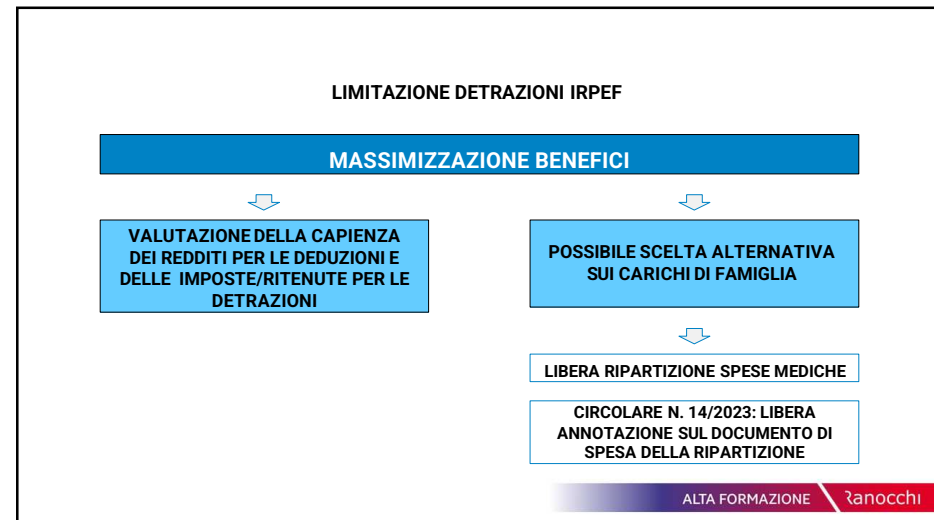 LIMITAZIONE DETRAZIONI IRPEF
MASSIMIZZAZIONE BENEFICI
VALUTAZIONE DELLA CAPIENZA
DEI REDDITI PER LE DEDUZIONI E
DELLE IMPOSTE/RITENUTE PER LE
DETRAZIONI
POSSIBILE SCELTA ALTERNATIVA
SUI CARICHI DI FAMIGLIA
LIBERA RIPARTIZIONE SPESE MEDICHE
CIRCOLARE N. 14/2023: LIBERA
ANNOTAZIONE SUL DOCUMENTO DI
SPESA DELLA RIPARTIZIONE
ALTA FORMAZIONE Ranocchi